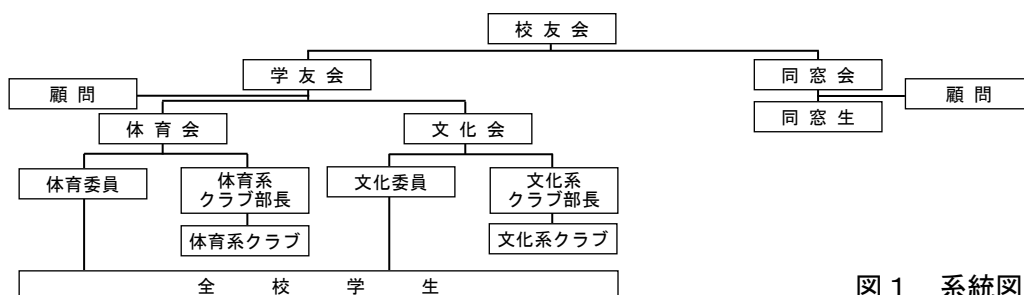 校 友 会
学 友 会
同 窓 会
顧 問
顧 問
同 窓 生
体 育 会
文 化 会
体育委員
体育系
クラブ部長
文化委員
文化系
クラブ部長
体育系クラブ
文化系クラブ
全 校 学 生
図１ 系統図